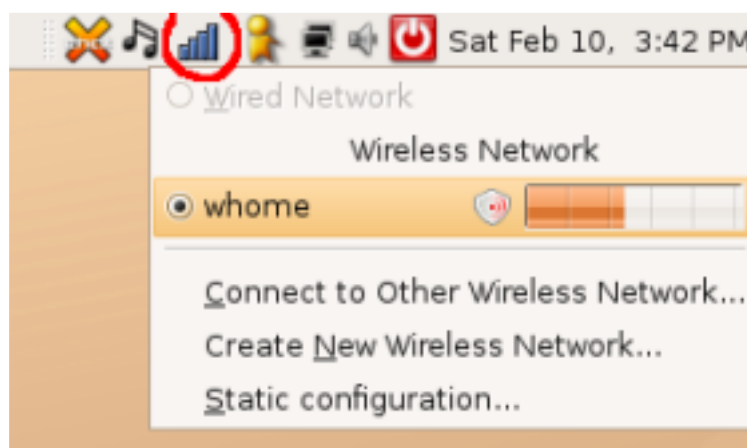 Sat Feb 10, 3:42 PM
Wired Network
Wireless Network
whome
Connect to Other Wireless Network...
Create New Wireless Network...
Static configuration...